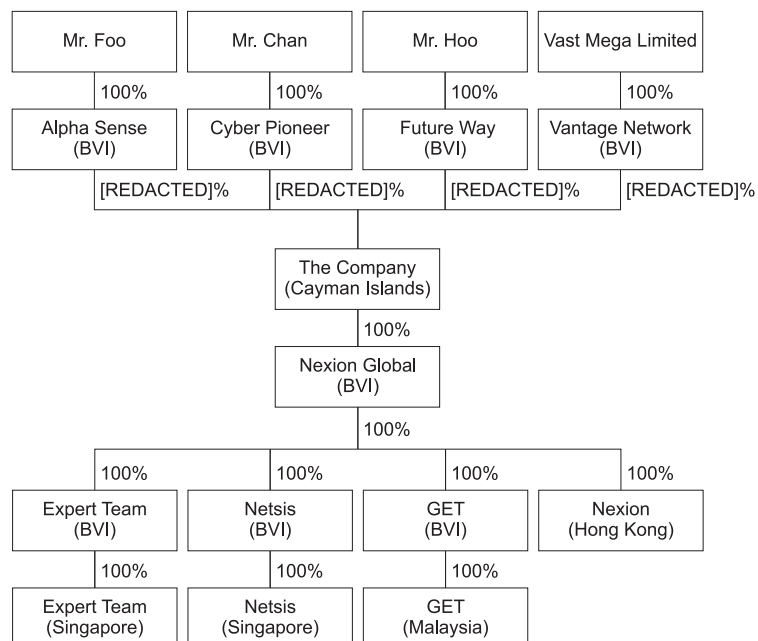 Mr. Foo
Mr. Chan
Mr. Hoo
Vast Mega Limited
100%
100%
100%
100%
Alpha Sense
(BVI)
Cyber Pioneer
(BVI)
Future Way
(BVI)
Vantage Network
(BVI)
[REDACTED]%
[REDACTED]%
[REDACTED]%
[REDACTED]%
The Company
(Cayman Islands)
100%
Nexion Global
(BVI)
100%
100%
100%
100%
100%
Expert Team
(BVI)
Netsis
(BVI)
GET
(BVI)
Nexion
(Hong Kong)
100%
100%
100%
Expert Team
(Singapore)
Netsis
(Singapore)
GET
(Malaysia)